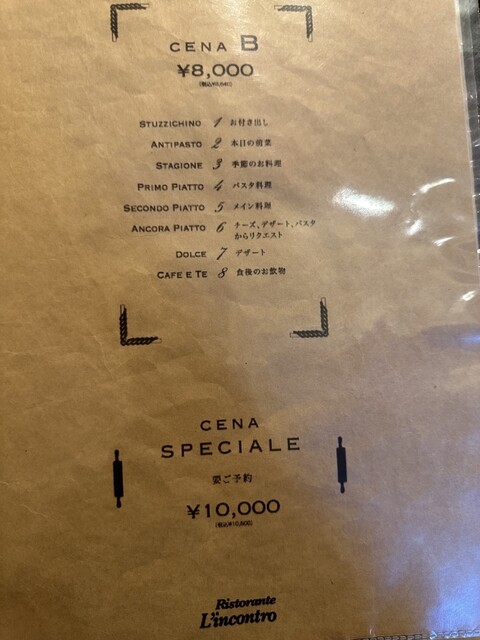 CENA B
¥8,000
STUZZICHINO 1 お付き出し
ANTIPASTO 2 本日の前菜
STAGIONE 3 季節のお料理
PRIMO PIATTO 4 パスタ料理
SECONDO PIATTO 5 メイン料理
ANCORA PIATTO 6 チーズ、デザート、パスタ
からリクエスト
DOLCE 7 デザート
CAFE E TE 8 食後のお飲物
CENA
SPECIALE
要ご予約
¥10,000
Ristorante
L'incontro